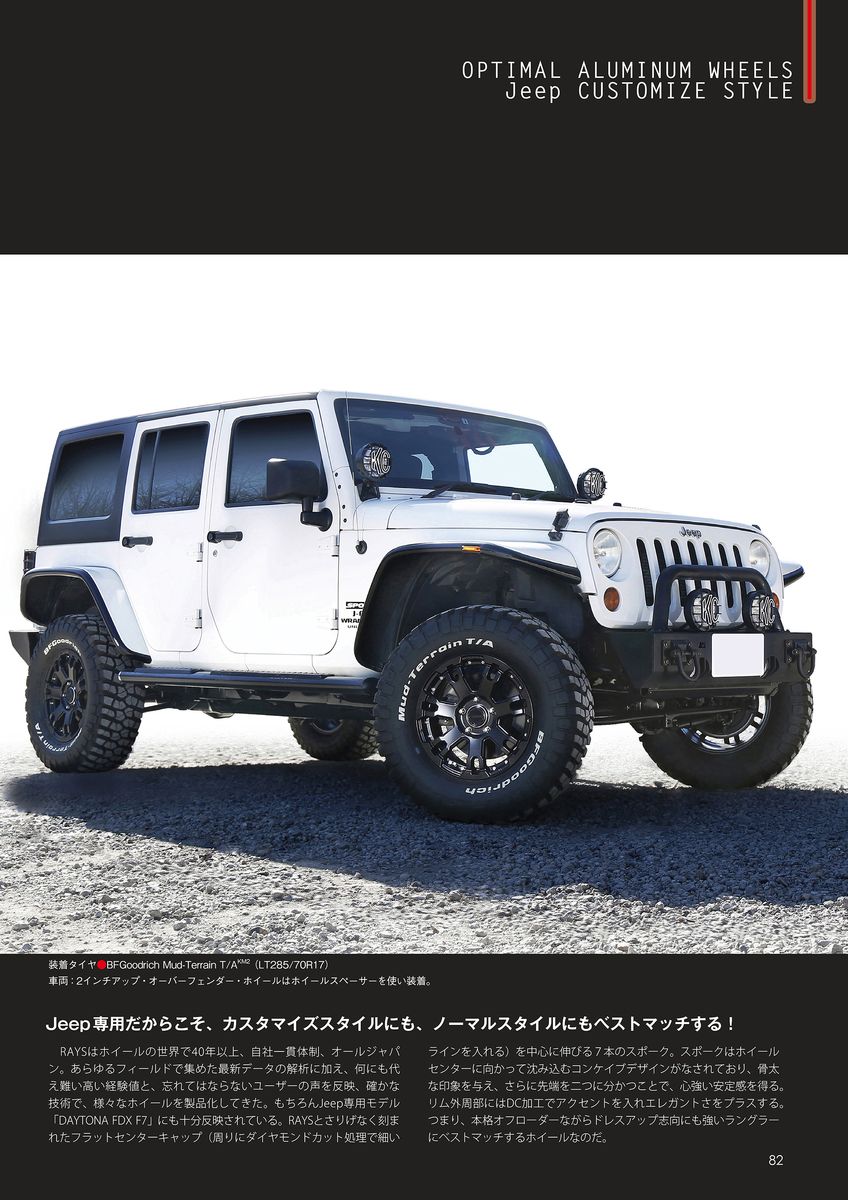 OPTIMAL ALUMINUM WHEELS
Jeep CUSTOMIZE STYLE
KC
KC
Jeep
KC
KC
Mud-Terrain T/A
BFGoodrich
BFGoodrich
Terrain T/A
装着タイヤ●BFGoodrich Mud-Terrain T/A KM2（LT285/70R17）
車両：2インチアップ・オーバーフェンダー・ホイールはホイールスペーサーを使い装着。
Jeep専用だからこそ、カスタマイズスタイルにも、ノーマルスタイルにもベストマッチする！
RAYSはホイールの世界で40年以上、自社一貫体制、オールジャパ
ン。あらゆるフィールドで集めた最新データの解析に加え、何にも代
え難い高い経験値と、忘れてはならないユーザーの声を反映、確かな
技術で、様々なホイールを製品化してきた。もちろんJeep専用モデル
「DAYTONA FDX F7」にも十分反映されている。RAYSとさりげなく刻ま
れたフラットセンターキャップ（周りにダイヤモンドカット処理で細い
ラインを入れる）を中心に伸びる７本のスポーク。スポークはホイール
センターに向かって沈み込むコンケイブデザインがなされており、骨太
な印象を与え、さらに先端を二つに分かつことで、心強い安定感を得る。
リム外周部にはDC加工でアクセントを入れエレガントさをプラスする。
つまり、本格オフローダーながらドレスアップ志向にも強いラングラー
にベストマッチするホイールなのだ。
82